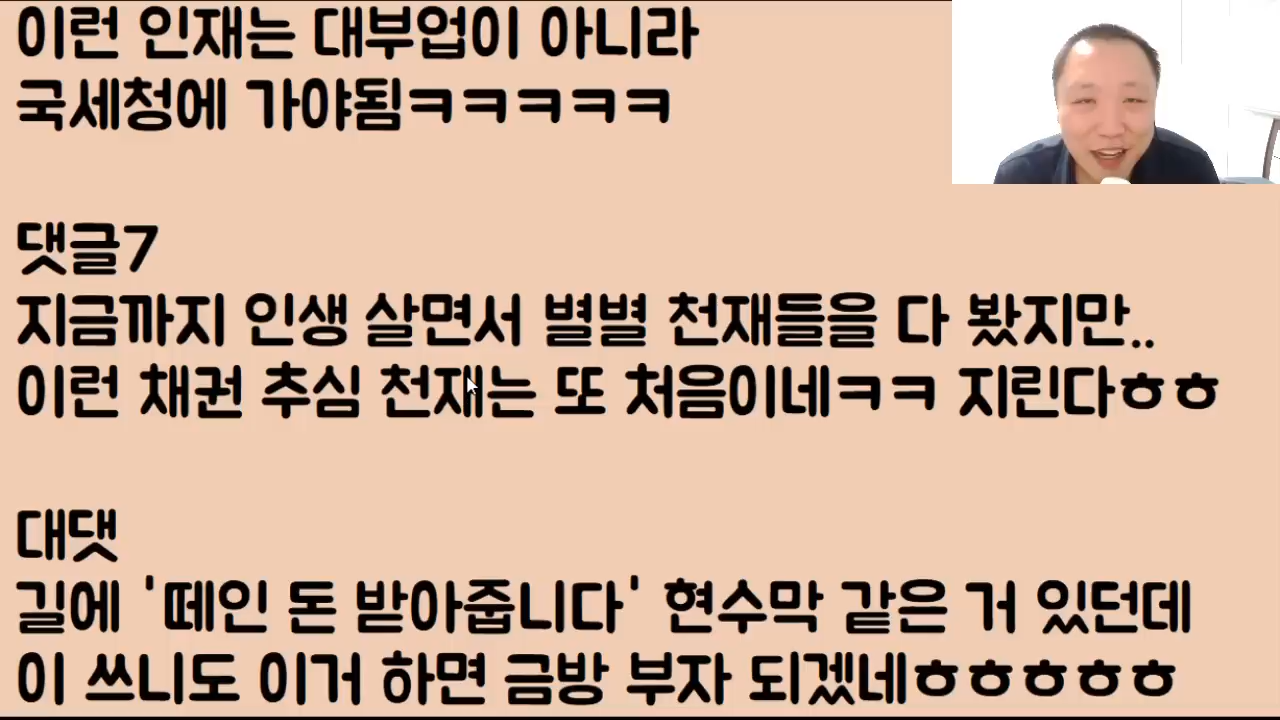 이런 인재는 대부업이 아니라
국세청에 가야됨ㅋㅋㅋㅋㅋ
댓글7
지금까지 인생 살면서 별별 천재들을 다 봤지만..
이런 채권 추심 천재는 또 처음이네ㅋㅋ 지린다ㅎㅎ
대댓
길에 '떼인 돈 받아줍니다' 현수막 같은 거 있던데
이 쓰니도 이거 하면 금방 부자 되겠네ㅎㅎㅎㅎㅎ